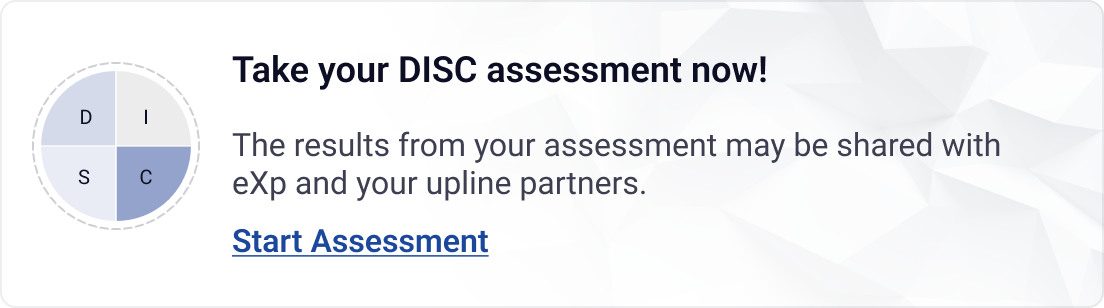 Take your DISC assessment now!
D I
S C
The results from your assessment may be shared with
eXp and your upline partners.
Start Assessment